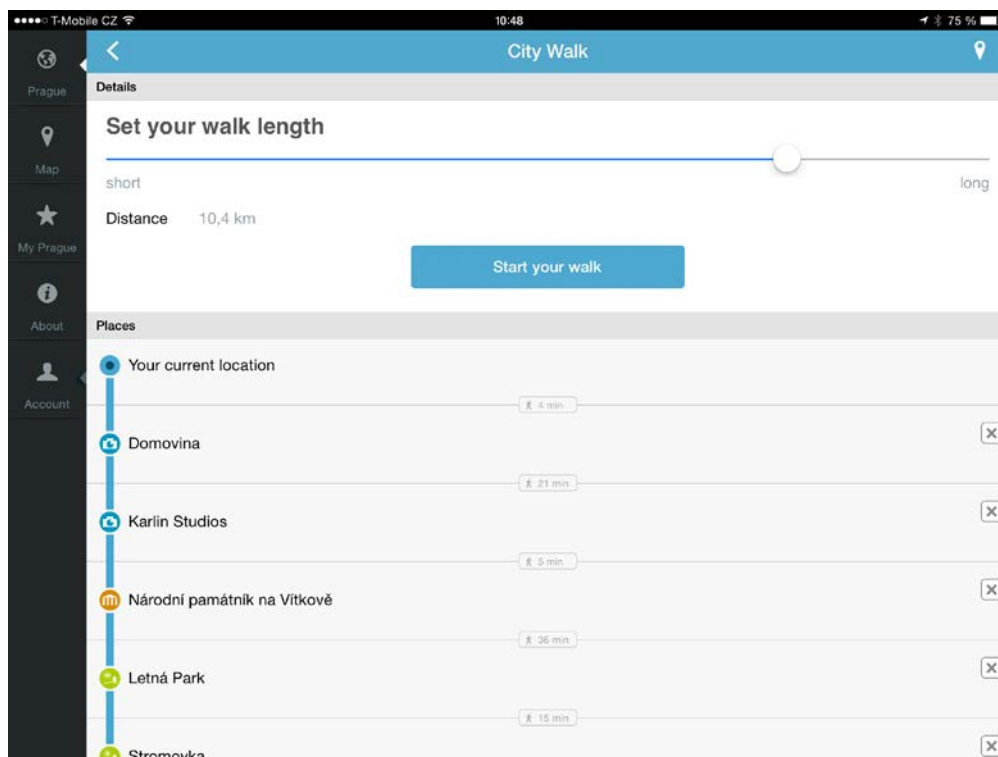 T-Mobile CZ 10:48 75 %
City Walk
Prague
Map
My Prague
About
Account
Details
Set your walk length
short long
Distance 10,4 km
Start your walk
Places
Your current location
4 min
Domovina
21 min
Karlin Studios
5 min
Národní památník na Vítkově
36 min
Letná Park
15 min
Stromovka